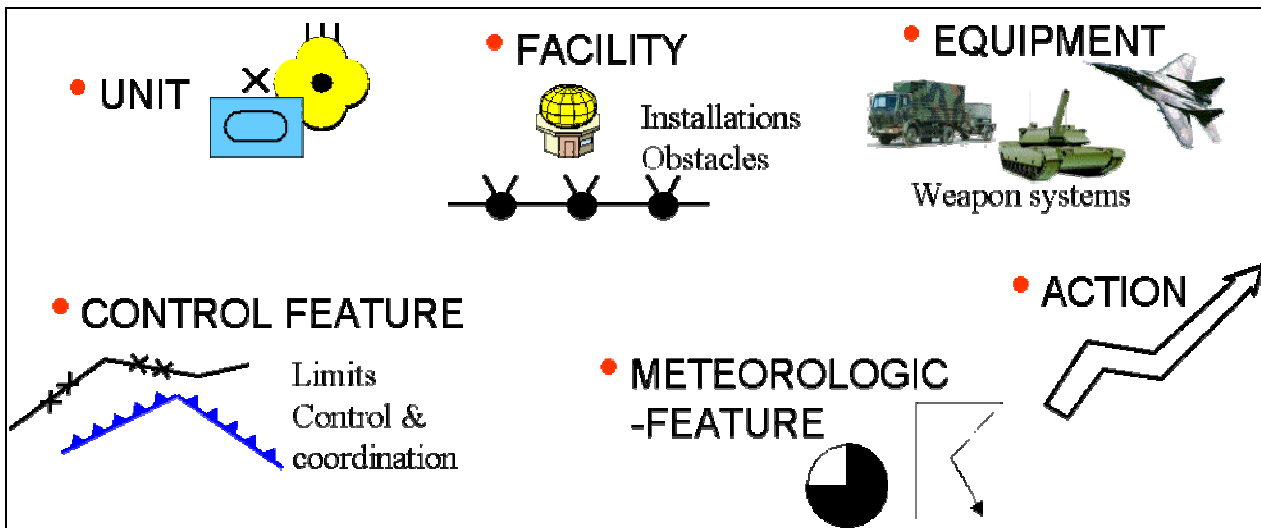 • UNIT
• FACILITY
Installations
Obstacles
• EQUIPMENT
Weapon systems
• CONTROL FEATURE
Limits
Control &
coordination
• METEOROLOGIC
-FEATURE
• ACTION